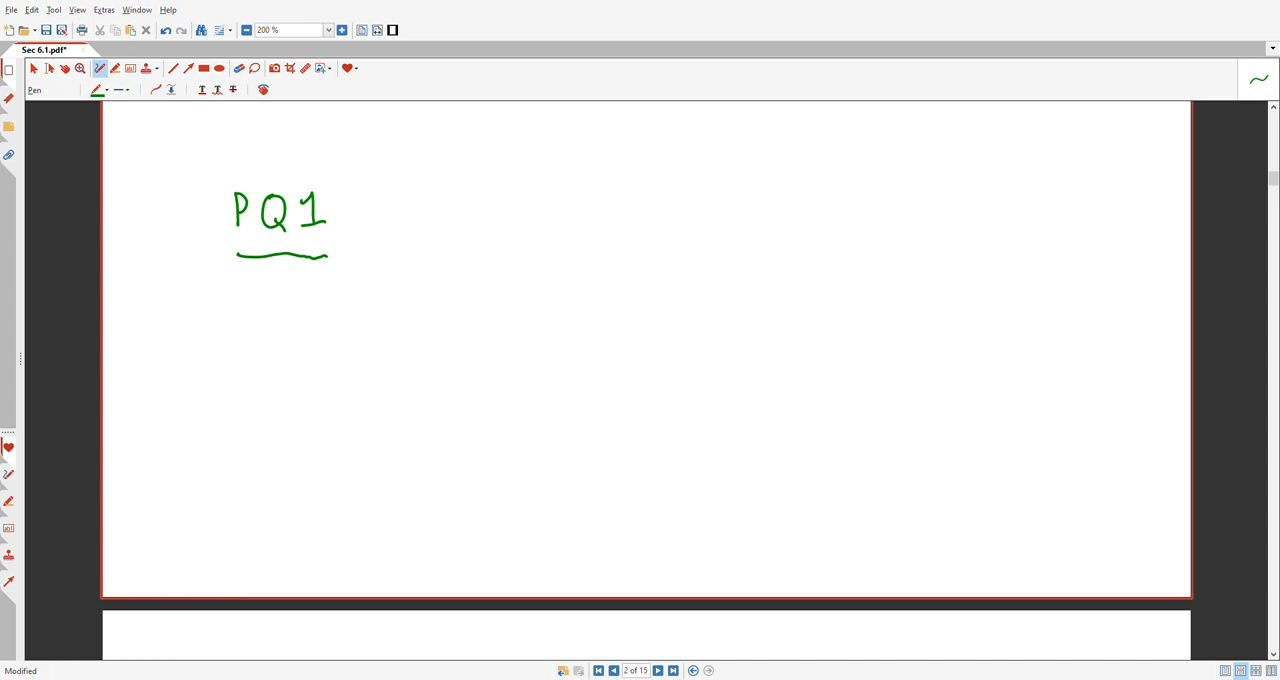 File Edit Tool View Extras Window Help
200 %
Sec 6.1.pdf*
Pen
PQ1
Modified
2 of 15